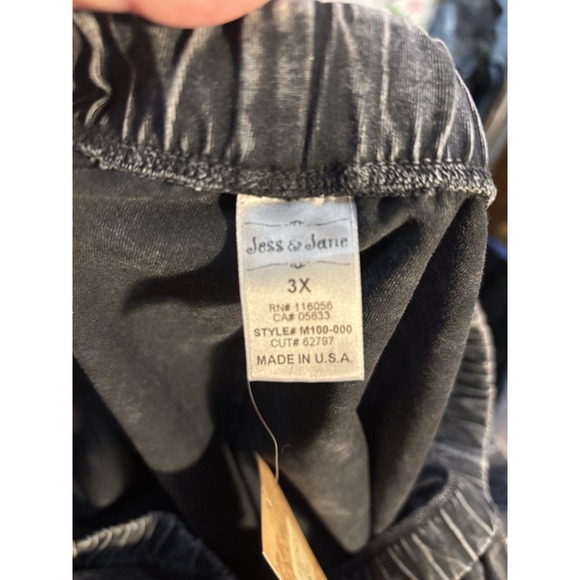 Jess & Jane
3X
RN# 116056
CA# 05633
STYLE# M100-000
CUT# 62797
MADE IN U.S.A.